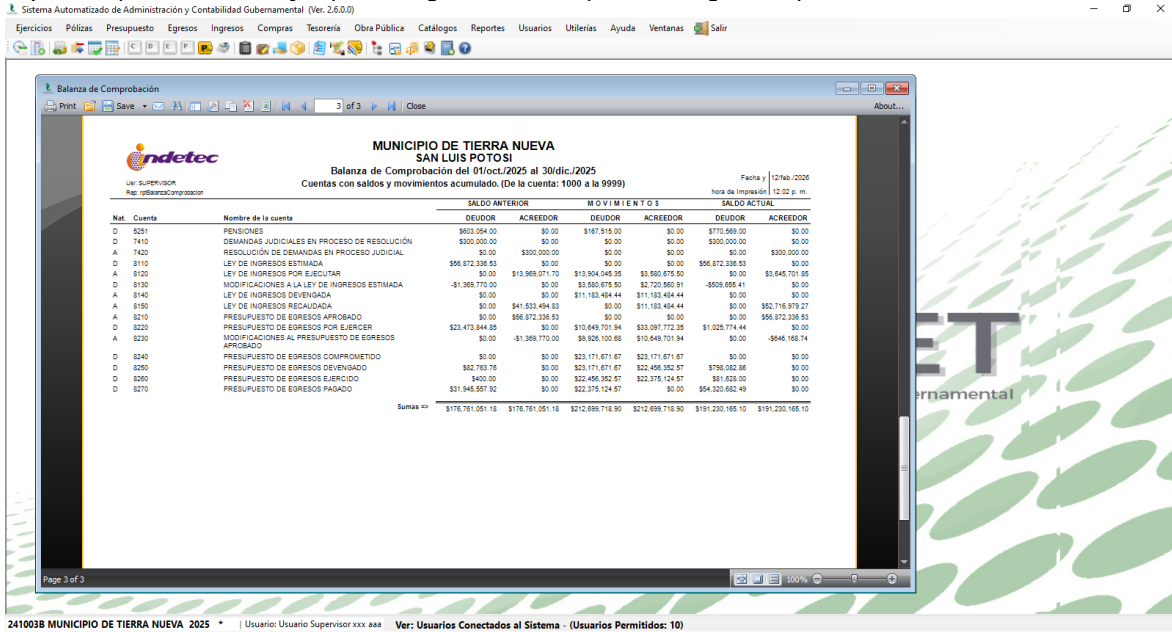 Sistema Automatizado de Administración y Contabilidad Gubernamental (Ver. 2.6.0.0)
Ejercicios Pólizas Presupuesto Egresos Ingresos Compras Tesorería Obra Pública Catálogos Reportes Usuarios Utilerías Ayuda Ventanas Salir
Balanza de Comprobación
Print Save 3 of 3 Close About...
indetec
MUNICIPIO DE TIERRA NUEVA
SAN LUIS POTOSI
Balanza de Comprobación del 01/oct./2025 al 30/dic./2025
Cuentas con saldos y movimientos acumulado. (De la cuenta: 1000 a la 9999)
Usr: SUPERVISOR
Rep: rptBalanzaComprobacion
Fecha y 12/feb./2026
hora de Impresión 12:02 p. m.
SALDO ANTERIOR M O V I M I E N T O S SALDO ACTUAL
Nat. Cuenta Nombre de la cuenta DEUDOR ACREEDOR DEUDOR ACREEDOR DEUDOR ACREEDOR
D 5251 PENSIONES $603,054.00 $0.00 $167,515.00 $0.00 $770,569.00 $0.00
D 7410 DEMANDAS JUDICIALES EN PROCESO DE RESOLUCIÓN $300,000.00 $0.00 $0.00 $0.00 $300,000.00 $0.00
A 7420 RESOLUCIÓN DE DEMANDAS EN PROCESO JUDICIAL $0.00 $300,000.00 $0.00 $0.00 $0.00 $300,000.00
D 8110 LEY DE INGRESOS ESTIMADA $56,872,336.53 $0.00 $0.00 $0.00 $56,872,336.53 $0.00
A 8120 LEY DE INGRESOS POR EJECUTAR $0.00 $13,969,071.70 $13,904,045.35 $3,580,675.50 $0.00 $3,645,701.85
D 8130 MODIFICACIONES A LA LEY DE INGRESOS ESTIMADA -$1,369,770.00 $0.00 $3,580,675.50 $2,720,560.91 -$509,655.41 $0.00
A 8140 LEY DE INGRESOS DEVENGADA $0.00 $0.00 $11,183,484.44 $11,183,484.44 $0.00 $0.00
A 8150 LEY DE INGRESOS RECAUDADA $0.00 $41,533,494.83 $0.00 $11,183,484.44 $0.00 $52,716,979.27
A 8210 PRESUPUESTO DE EGRESOS APROBADO $0.00 $56,872,336.53 $0.00 $0.00 $0.00 $56,872,336.53
D 8220 PRESUPUESTO DE EGRESOS POR EJERCER $23,473,844.85 $0.00 $10,649,701.94 $33,097,772.35 $1,025,774.44 $0.00
A 8230 MODIFICACIONES AL PRESUPUESTO DE EGRESOS $0.00 -$1,369,770.00 $9,926,100.68 $10,649,701.94 $0.00 -$646,168.74
APROBADO
D 8240 PRESUPUESTO DE EGRESOS COMPROMETIDO $0.00 $0.00 $23,171,671.67 $23,171,671.67 $0.00 $0.00
D 8250 PRESUPUESTO DE EGRESOS DEVENGADO $82,763.76 $0.00 $23,171,671.67 $22,456,352.57 $798,082.86 $0.00
D 8260 PRESUPUESTO DE EGRESOS EJERCIDO $400.00 $0.00 $22,456,352.57 $22,375,124.57 $81,628.00 $0.00
D 8270 PRESUPUESTO DE EGRESOS PAGADO $31,945,557.92 $0.00 $22,375,124.57 $0.00 $54,320,682.49 $0.00
Sumas => $176,761,051.18 $176,761,051.18 $212,699,718.90 $212,699,718.90 $191,230,165.10 $191,230,165.10
ET
ernamental
Page 3 of 3 100%
241003B MUNICIPIO DE TIERRA NUEVA 2025 * | Usuario: Usuario Supervisor xxx aaa Ver: Usuarios Conectados al Sistema - (Usuarios Permitidos: 10)